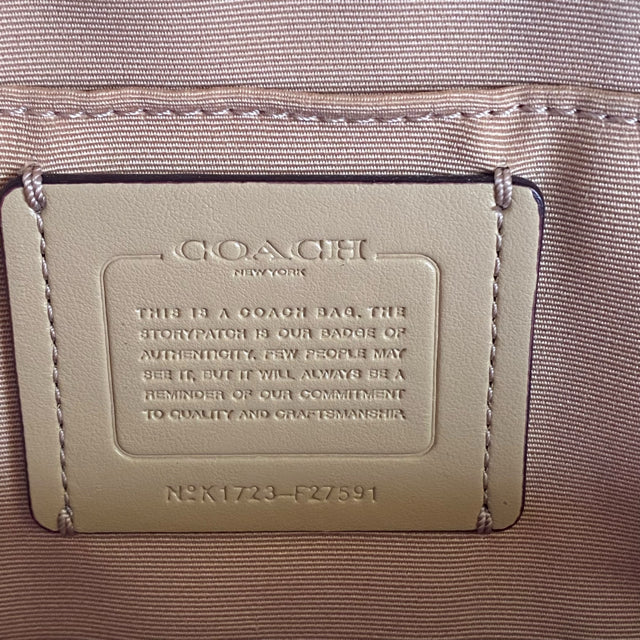 COACH
NEW YORK
THIS IS A COACH BAG. THE
STORYPATCH IS OUR BADGE OF
AUTHENTICITY. FEW PEOPLE MAY
SEE IT, BUT IT WILL ALWAYS BE A
REMINDER OF OUR COMMITMENT
TO QUALITY AND CRAFTSMANSHIP.
Nº K1723-F27591